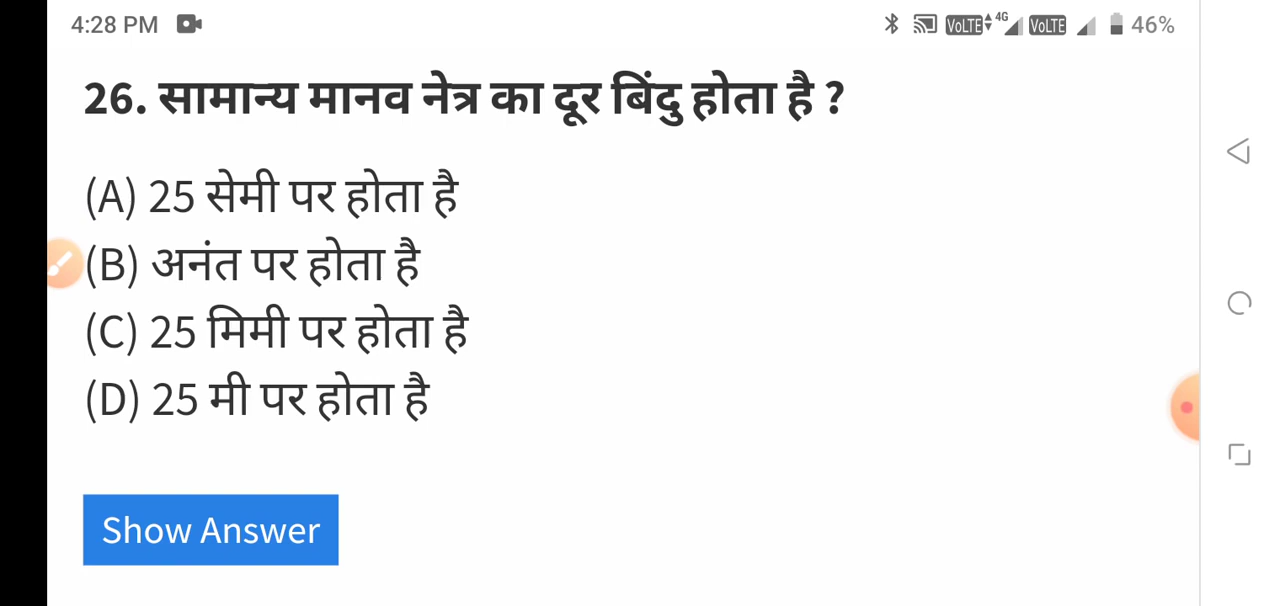 4:28 PM VoLTE 4G VoLTE 46%
26. सामान्य मानव नेत्र का दूर बिंदु होता है ?
(A) 25 सेमी पर होता है
(B) अनंत पर होता है
(C) 25 मिमी पर होता है
(D) 25 मी पर होता है
Show Answer